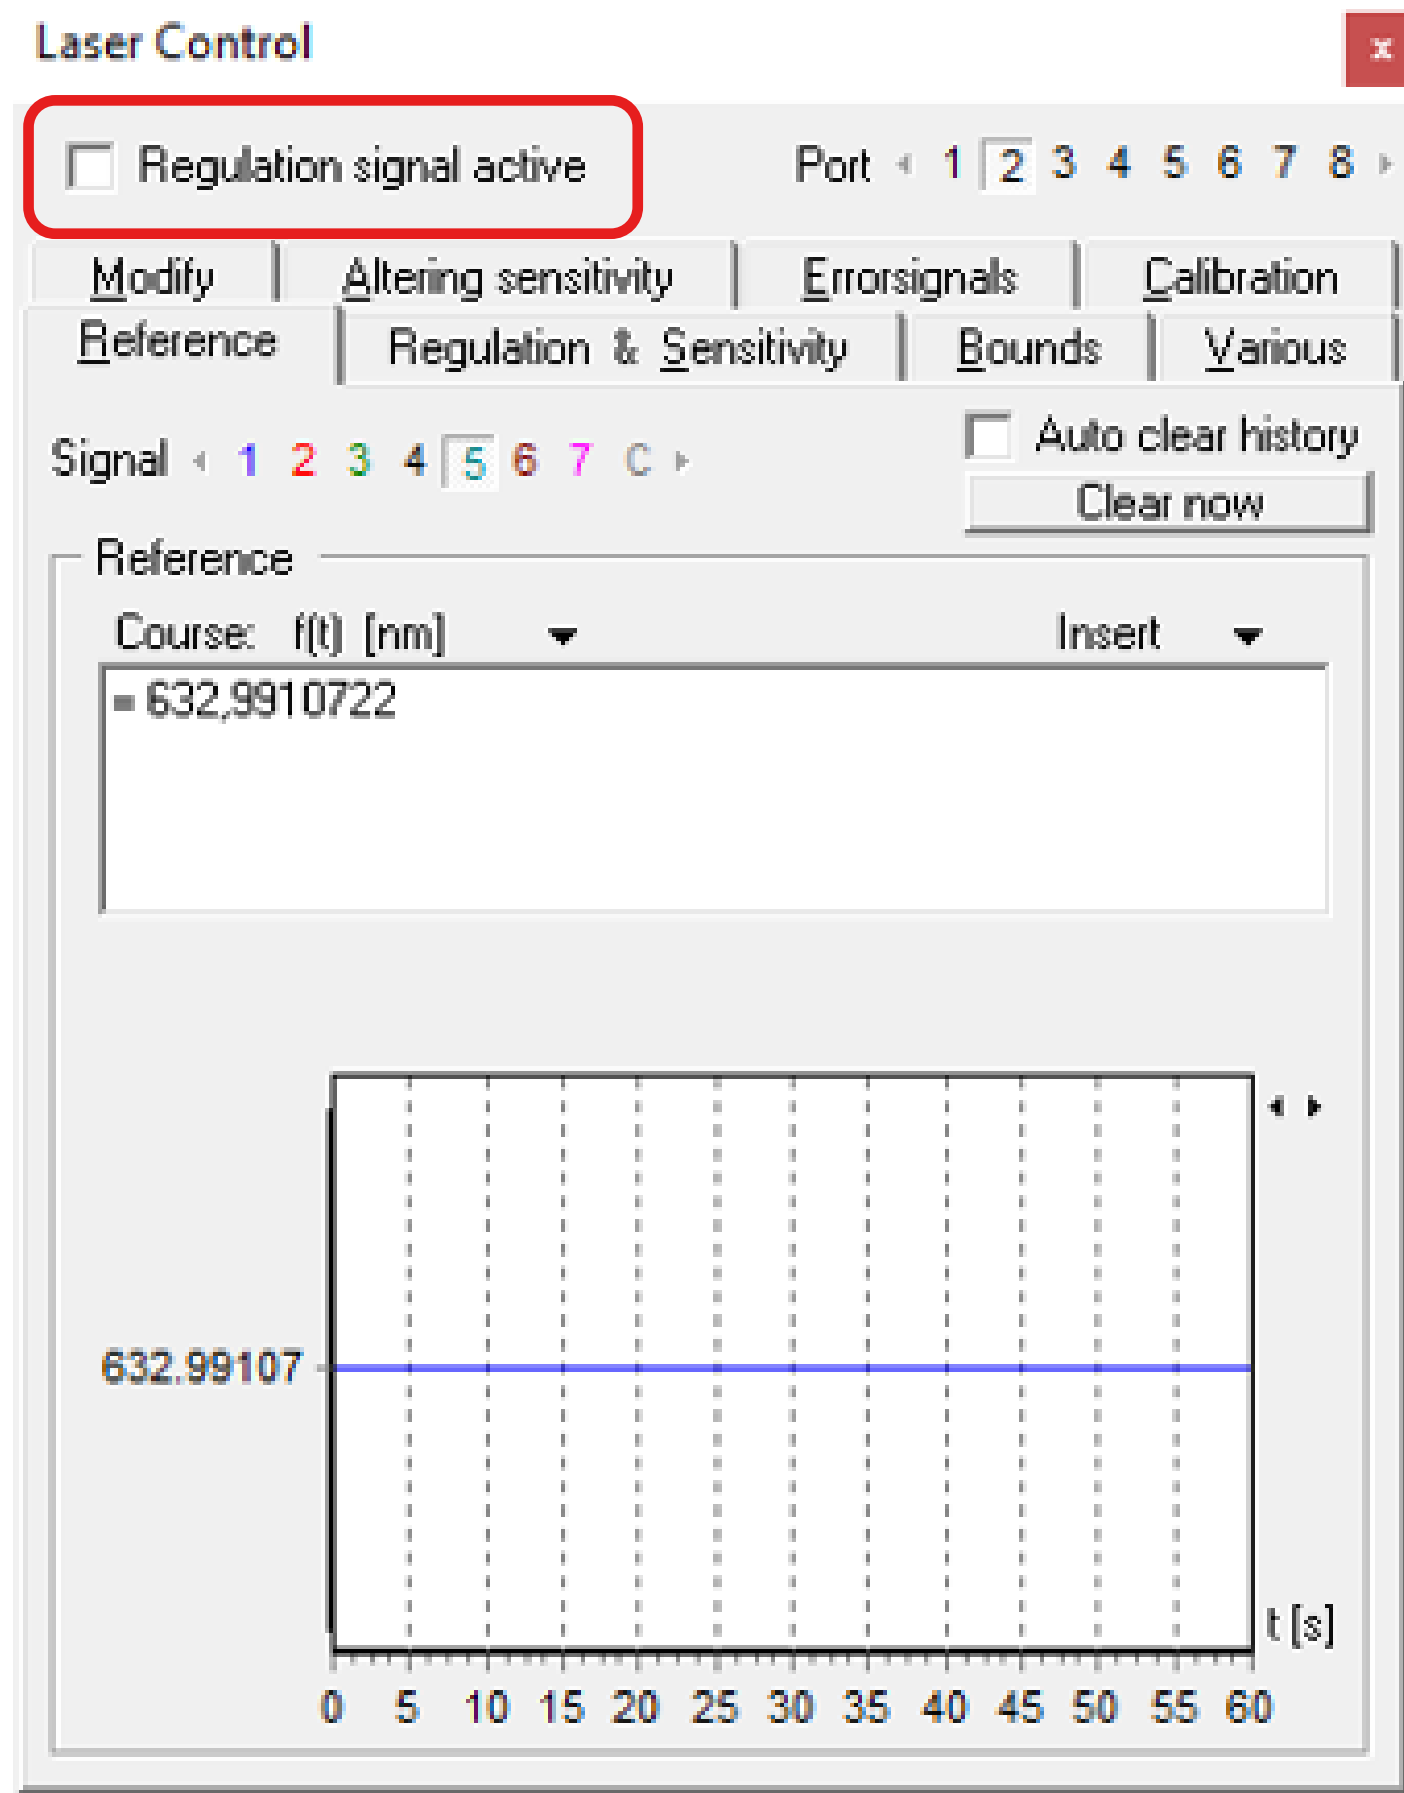 Laser Control
x
Regulation signal active
Port 1 2 3 4 5 6 7 8
Modify Altering sensitivity Errorsignals Calibration
Reference Regulation & Sensitivity Bounds Various
Signal 1 2 3 4 5 6 7 C
Auto clear history
Clear now
Reference
Course: f(t) [nm] Insert
= 632,9910722
632.99107
t [s]
0 5 10 15 20 25 30 35 40 45 50 55 60